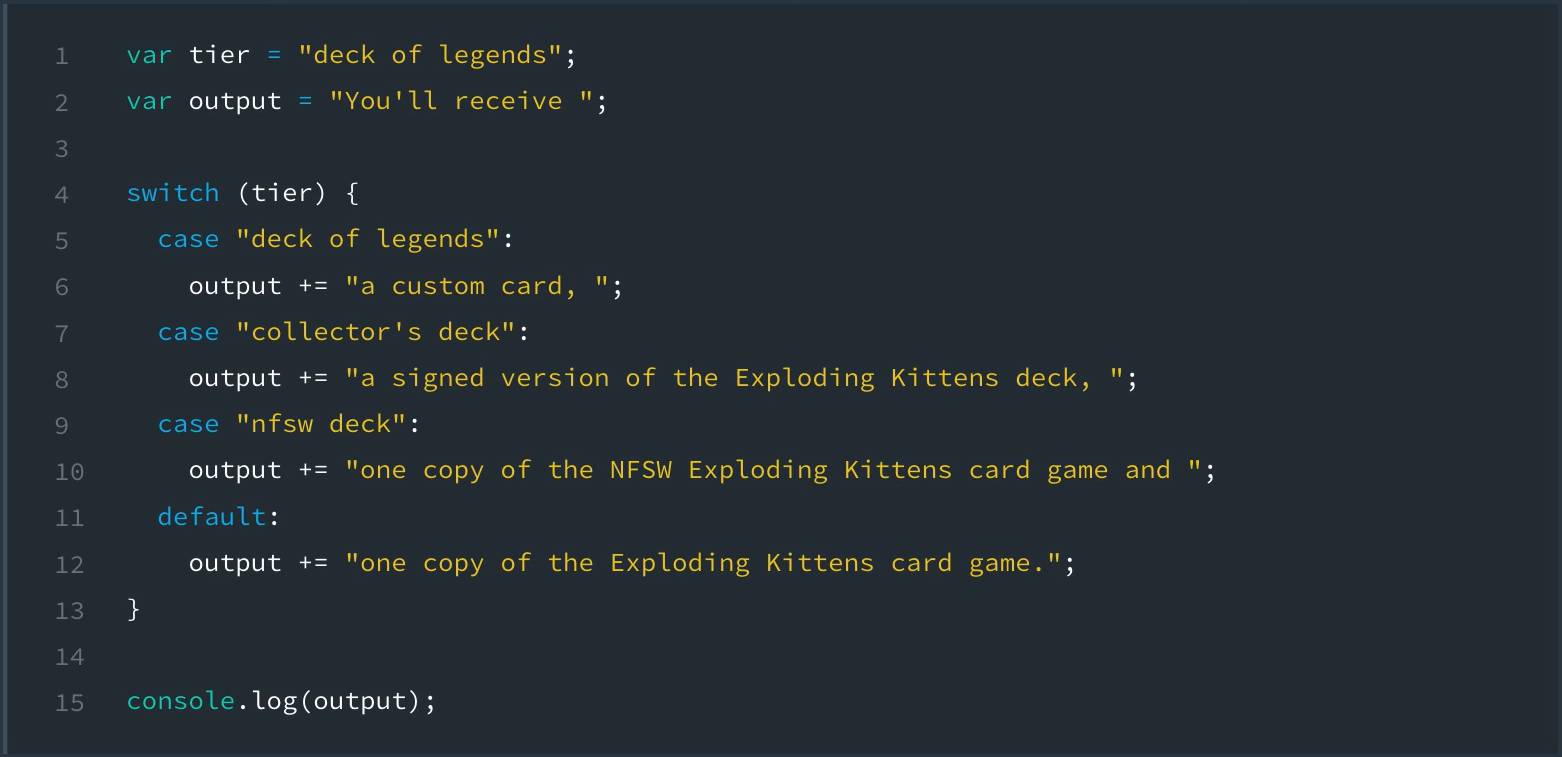 1 var tier = "deck of legends";
2 var output = "You'll receive ";
3
4 switch (tier) {
5   case "deck of legends":
6     output += "a custom card, ";
7   case "collector's deck":
8     output += "a signed version of the Exploding Kittens deck, ";
9   case "nfsw deck":
10     output += "one copy of the NFSW Exploding Kittens card game and ";
11   default:
12     output += "one copy of the Exploding Kittens card game.";
13 }
14
15 console.log(output);